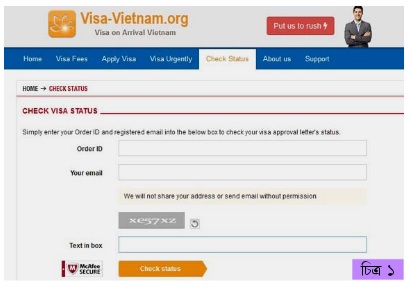 Visa-Vietnam.org
Visa on Arrival Vietnam
Put us to rush
Home Visa Fees Apply Visa Visa Urgently Check Status About us Support
HOME → CHECK STATUS
CHECK VISA STATUS
Simply enter your Order ID and registered email into the below box to check your visa approval letter's status.
Order ID
Your email
We will not share your address or send email without permission
xe57xz
Text in box
McAfee SECURE
Check status
চিত্র ১